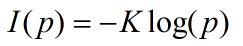 I(p) = −K log(p)